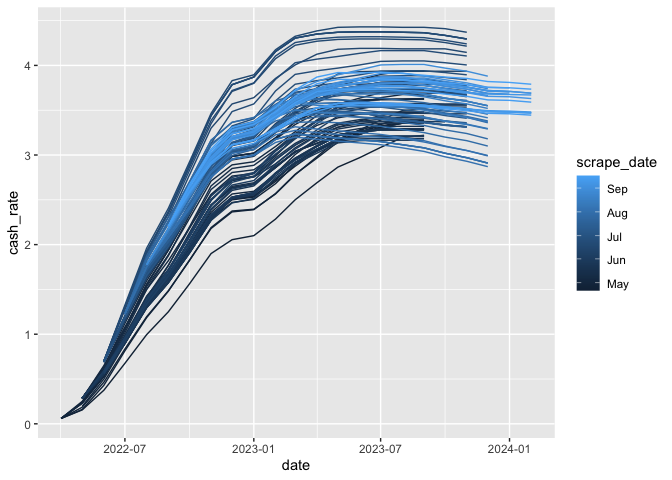 4
3
2
1
0
cash_rate
2022-07
2023-01
2023-07
2024-01
date
scrape_date
Sep
Aug
Jul
Jun
May